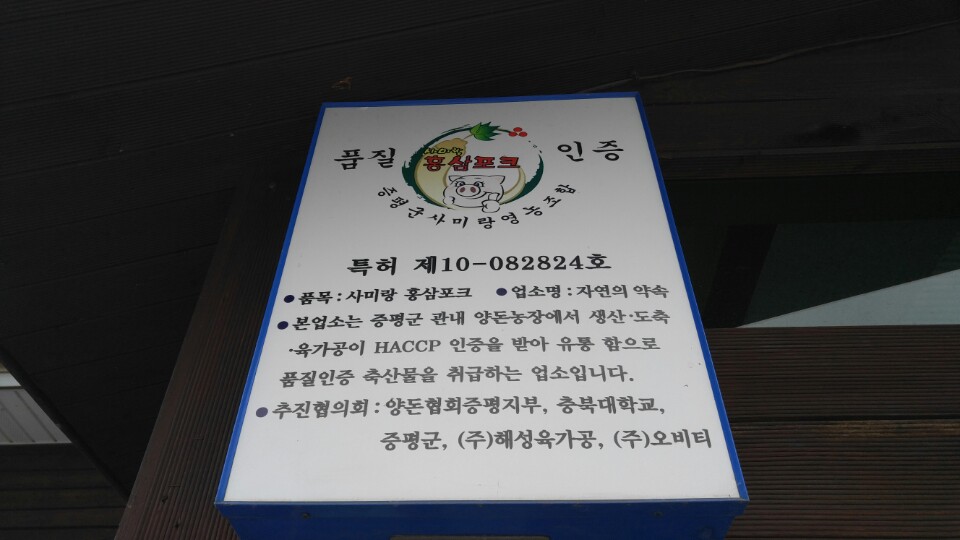 품질 인증
사미랑
홍삼포크
증평군사미랑영농조합
특허 제10-082824호
●품목 : 사미랑 홍삼포크 ●업소명 : 자연의 약속
●본업소는 증평군 관내 양돈농장에서 생산·도축
·육가공이 HACCP 인증을 받아 유통 함으로
품질인증 축산물을 취급하는 업소입니다.
●추진협의회 : 양돈협회증평지부, 충북대학교,
증평군, (주)해성육가공, (주)오비티